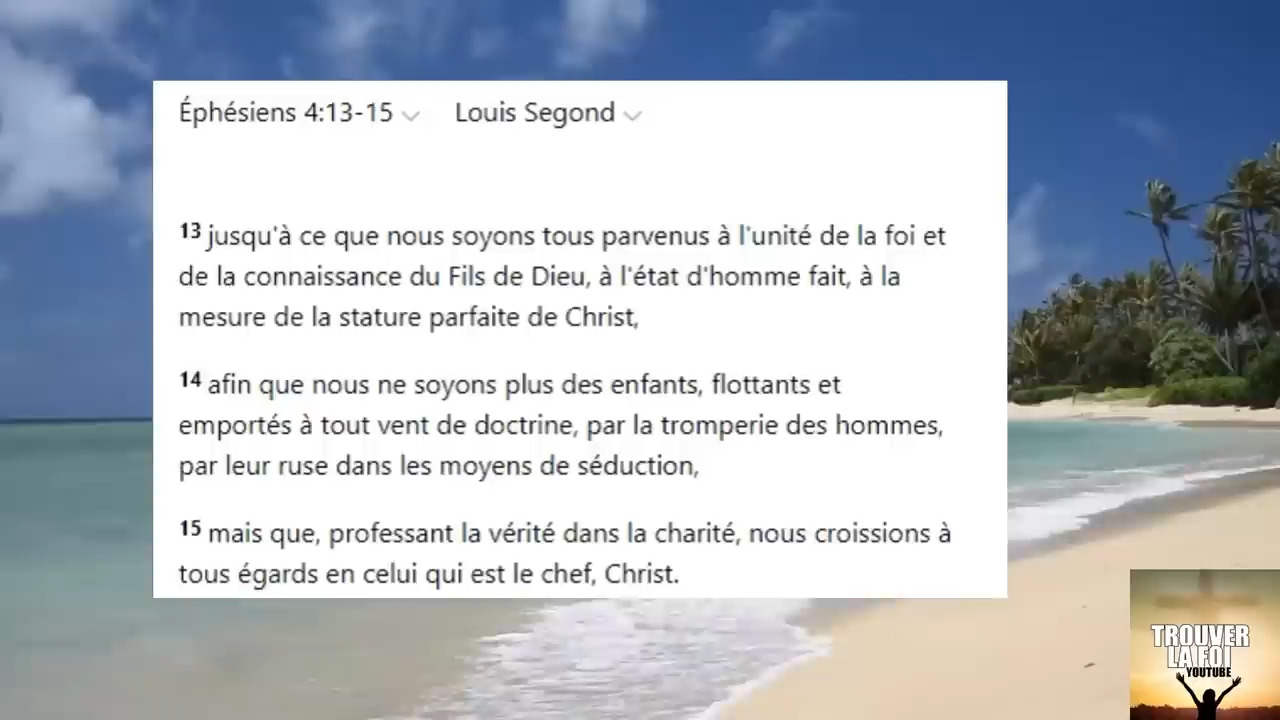 Éphésiens 4:13-15 Louis Segond
13 jusqu'à ce que nous soyons tous parvenus à l'unité de la foi et
de la connaissance du Fils de Dieu, à l'état d'homme fait, à la
mesure de la stature parfaite de Christ,
14 afin que nous ne soyons plus des enfants, flottants et
emportés à tout vent de doctrine, par la tromperie des hommes,
par leur ruse dans les moyens de séduction,
15 mais que, professant la vérité dans la charité, nous croissions à
tous égards en celui qui est le chef, Christ.
TROUVER
LA FOI
YOUTUBE